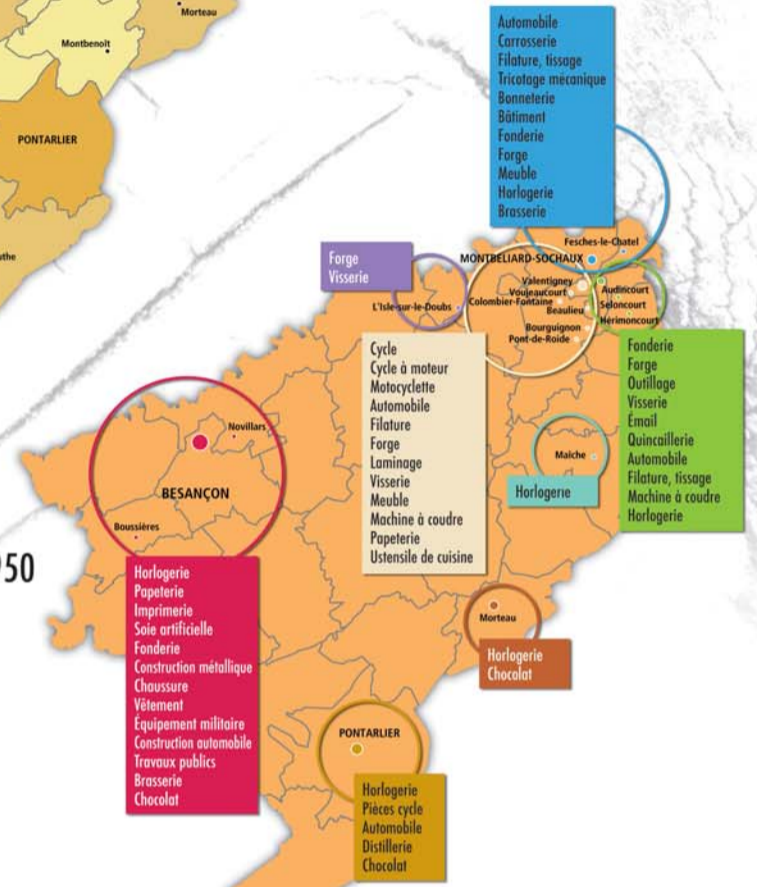 Morteau
Montbenoît
PONTARLIER
Automobile
Carrosserie
Filature, tissage
Tricotage mécanique
Bonneterie
Bâtiment
Fonderie
Forge
Meuble
Horlogerie
Brasserie
Forge
Visserie
L'Isle-sur-le-Doubs
Fesches-le-Chatel
MONTBELIARD-SOCHAUX
Valentigney
Voujeaucourt
Colombier-Fontaine
Beaulieu
Bourguignon
Pont-de-Roide
Audincourt
Seloncourt
Hérimoncourt
Cycle
Cycle à moteur
Motocyclette
Automobile
Filature
Forge
Laminage
Visserie
Meuble
Machine à coudre
Papeterie
Ustensile de cuisine
Fonderie
Forge
Outillage
Visserie
Émail
Quincaillerie
Automobile
Filature, tissage
Machine à coudre
Horlogerie
Maiche
Horlogerie
Novillars
BESANÇON
Boussières
50
Horlogerie
Papeterie
Imprimerie
Soie artificielle
Fonderie
Construction métallique
Chaussure
Vêtement
Équipement militaire
Construction automobile
Travaux publics
Brasserie
Chocolat
Morteau
Horlogerie
Chocolat
PONTARLIER
Horlogerie
Pièces cycle
Automobile
Distillerie
Chocolat